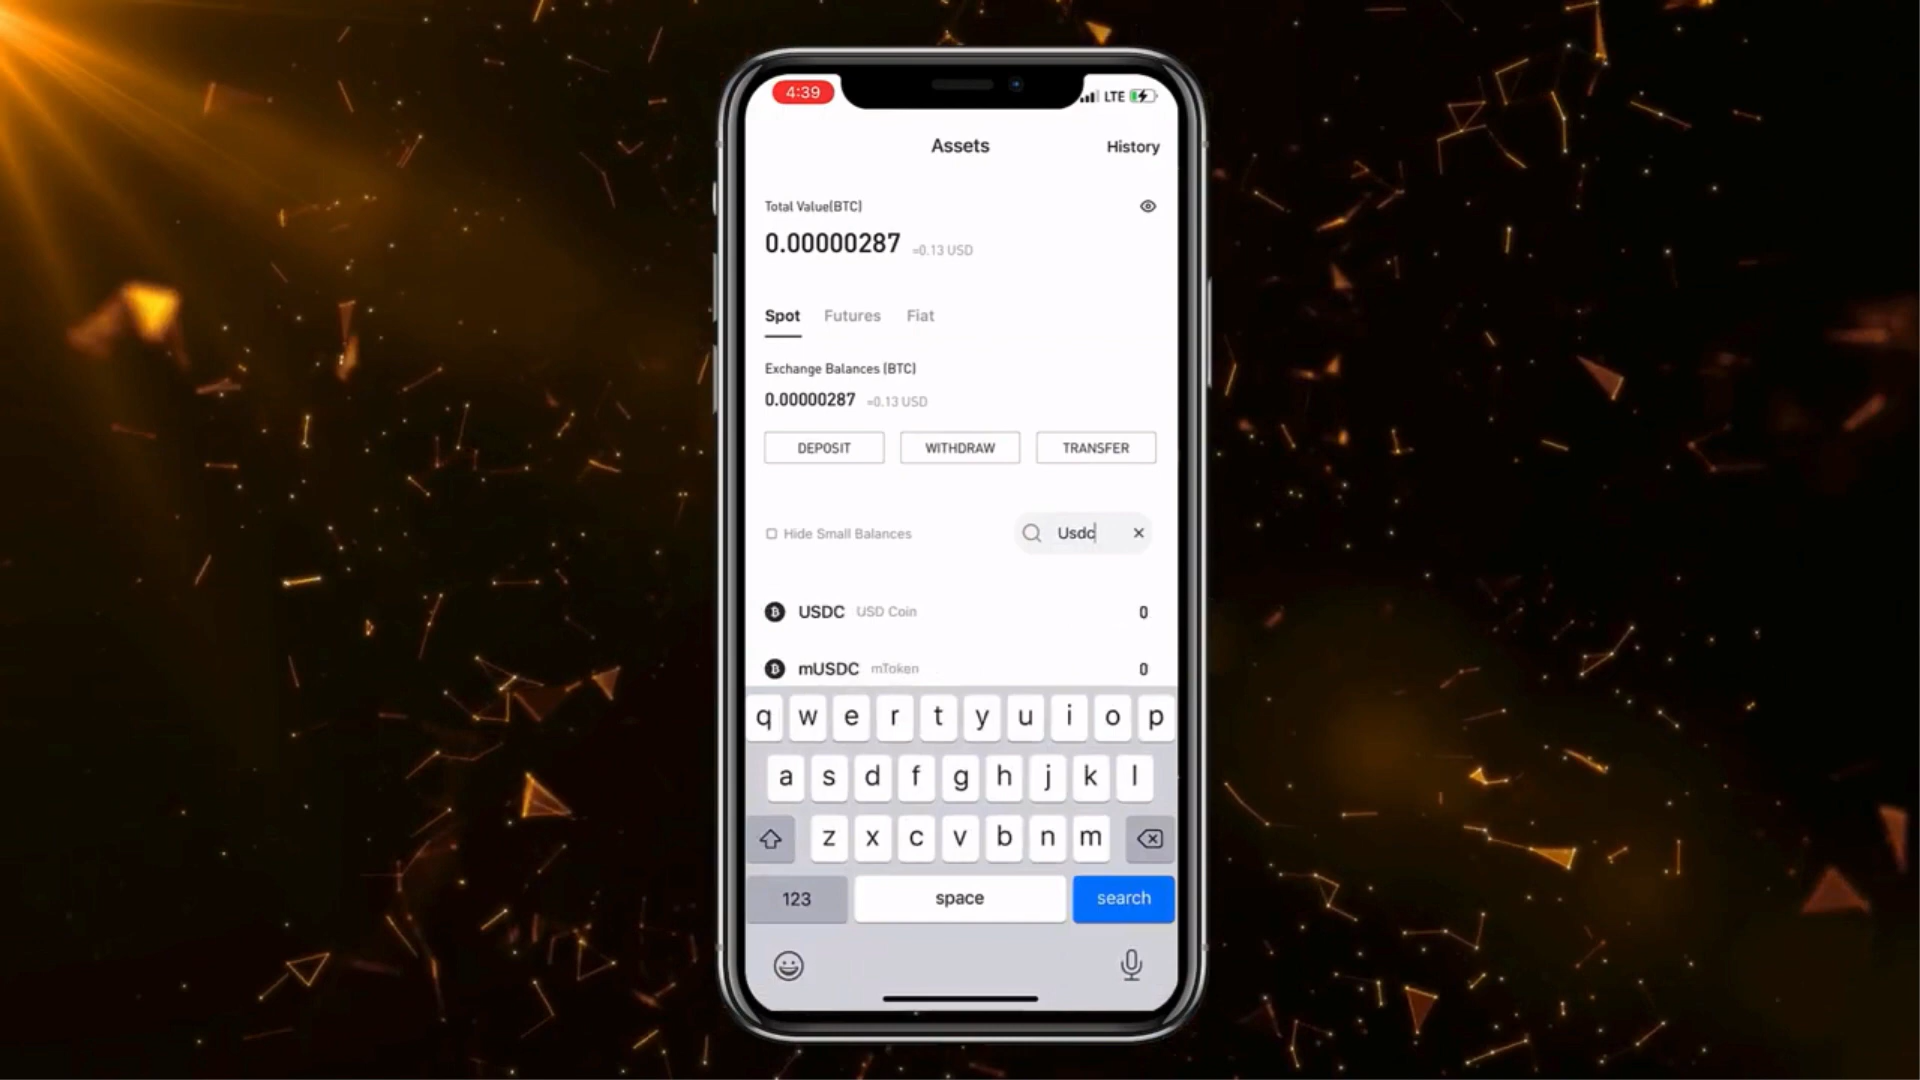 4:39 LTE
Assets History
Total Value(BTC)
0.00000287 ≈0.13 USD
Spot Futures Fiat
Exchange Balances (BTC)
0.00000287 ≈0.13 USD
DEPOSIT WITHDRAW TRANSFER
Hide Small Balances Usdc
USDC USD Coin 0
mUSDC mToken 0
q w e r t y u i o p
a s d f g h j k l
z x c v b n m
123 space search